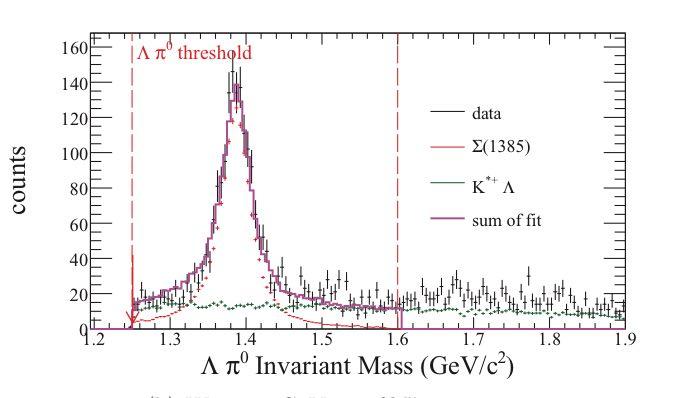 160
140
120
100
80
60
40
20
0
counts
Λ π⁰ threshold
data
Σ(1385)
K*⁺ Λ
sum of fit
1.2 1.3 1.4 1.5 1.6 1.7 1.8 1.9
Λ π⁰ Invariant Mass (GeV/c²)